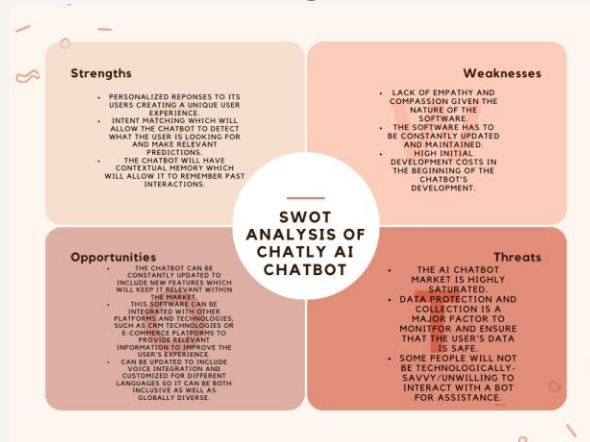 Strengths
• PERSONALIZED REPONSES TO ITS
USERS CREATING A UNIQUE USER
EXPERIENCE.
• INTENT MATCHING WHICH WILL
ALLOW THE CHATBOT TO DETECT
WHAT THE USER IS LOOKING FOR
AND MAKE RELEVANT
PREDICTIONS.
• THE CHATBOT WILL HAVE
CONTEXTUAL MEMORY WHICH
WILL ALLOW IT TO REMEMBER PAST
INTERACTIONS.
Weaknesses
• LACK OF EMPATHY AND
COMPASSION GIVEN THE
NATURE OF THE
SOFTWARE.
• THE SOFTWARE HAS TO
BE CONSTANTLY UPDATED
AND MAINTAINED.
• HIGH INITIAL
DEVELOPMENT COSTS IN
THE BEGINNING OF THE
CHATBOT'S
DEVELOPMENT.
SWOT
ANALYSIS OF
CHATLY AI
CHATBOT
Opportunities
• THE CHATBOT CAN BE
CONSTANTLY UPDATED TO
INCLUDE NEW FEATURES WHICH
WILL KEEP IT RELEVANT WITHIN
THE MARKET.
• THIS SOFTWARE CAN BE
INTEGRATED WITH OTHER
PLATFORMS AND TECHNOLOGIES,
SUCH AS CRM TECHNOLOGIES OR
E-COMMERCE PLATFORMS TO
PROVIDE RELEVANT
INFORMATION TO IMPROVE THE
USER'S EXPERIENCE.
• CAN BE UPDATED TO INCLUDE
VOICE INTEGRATION AND
CUSTOMIZED FOR DIFFERENT
LANGUAGES SO IT CAN BE BOTH
INCLUSIVE AS WELL AS
GLOBALLY DIVERSE.
Threats
T
• THE AI CHATBOT
MARKET IS HIGHLY
SATURATED.
• DATA PROTECTION AND
COLLECTION IS A
MAJOR FACTOR TO
MONITFOR AND ENSURE
THAT THE USER'S DATA
IS SAFE.
• SOME PEOPLE WILL NOT
BE TECHNOLOGICALLY-
SAVVY/UNWILLING TO
INTERACT WITH A BOT
FOR ASSISTANCE.